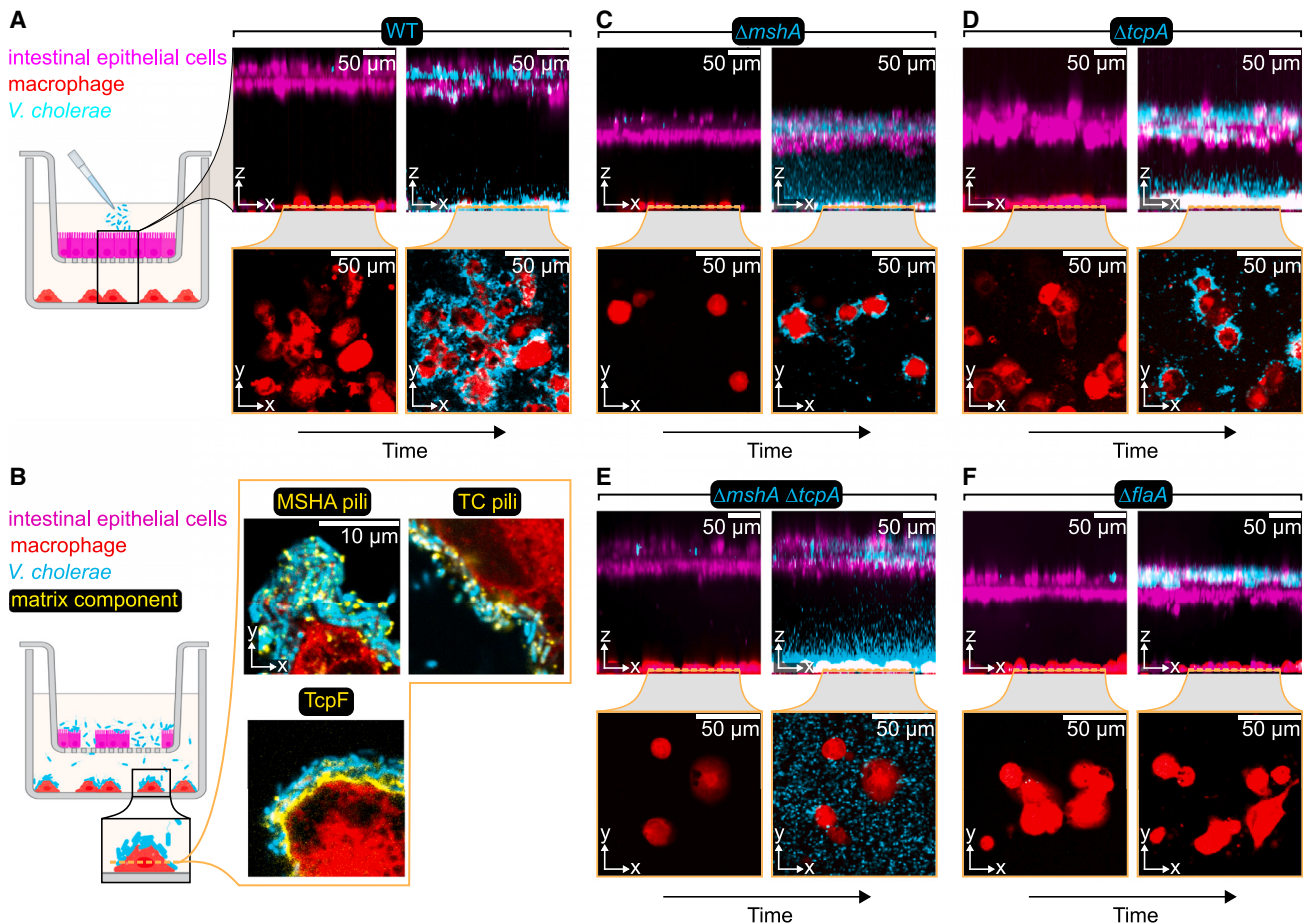 A
WT
intestinal epithelial cells
macrophage
V. cholerae
50 µm
50 µm
z
x
z
x
50 µm
50 µm
y
x
y
x
Time
C
ΔmshA
50 µm
50 µm
z
x
z
x
50 µm
50 µm
y
x
y
x
Time
D
ΔtcpA
50 µm
50 µm
z
x
z
x
50 µm
50 µm
y
x
y
x
Time
B
intestinal epithelial cells
macrophage
V. cholerae
matrix component
MSHA pili
TC pili
10 µm
y
x
TcpF
E
ΔmshA ΔtcpA
50 µm
50 µm
z
x
z
x
50 µm
50 µm
y
x
y
x
Time
F
ΔflaA
50 µm
50 µm
z
x
z
x
50 µm
50 µm
y
x
y
x
Time